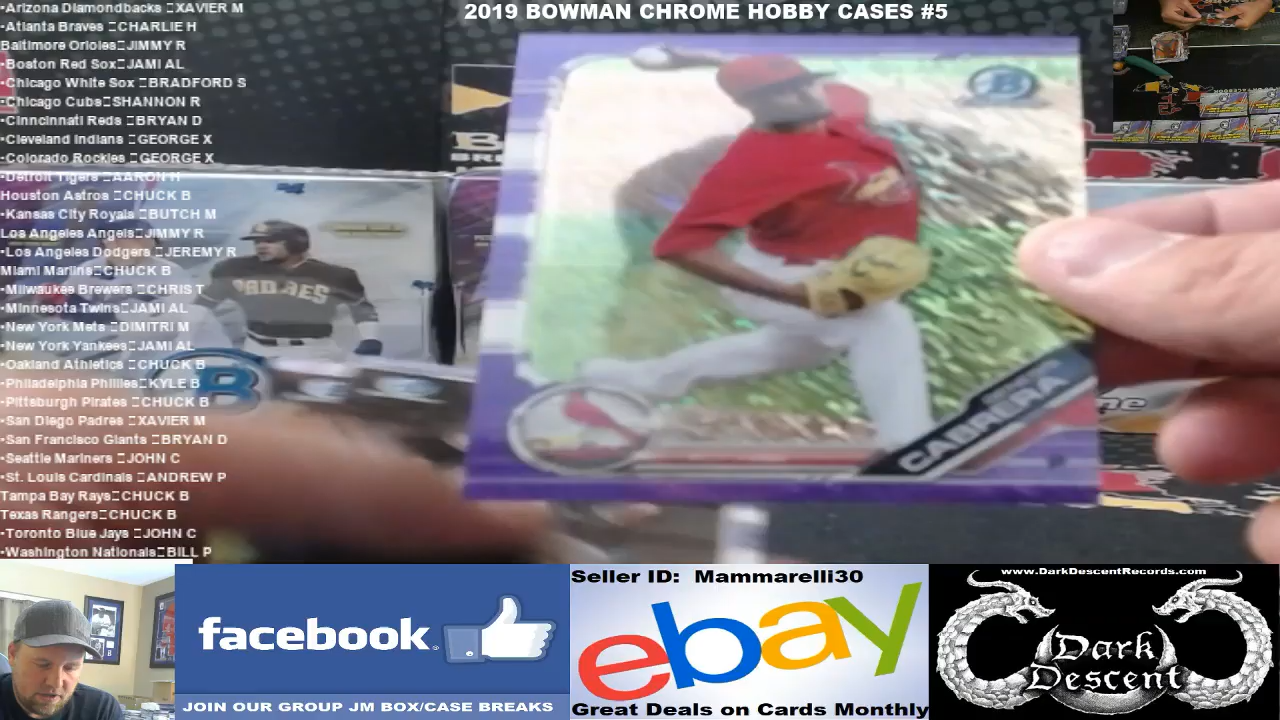 2019 BOWMAN CHROME HOBBY CASES #5
•Arizona Diamondbacks XAVIER M
•Atlanta Braves CHARLIE H
Baltimore Orioles JIMMY R
•Boston Red Sox JAMI AL
•Chicago White Sox BRADFORD S
•Chicago Cubs SHANNON R
•Cinncinnati Reds BRYAN D
•Cleveland Indians GEORGE X
•Colorado Rockies GEORGE X
•Detroit Tigers AARON H
Houston Astros CHUCK B
•Kansas City Royals BUTCH M
Los Angeles Angels JIMMY R
•Los Angeles Dodgers JEREMY R
Miami Marlins CHUCK B
•Milwaukee Brewers CHRIS T
•Minnesota Twins JAMI AL
•New York Mets DIMITRI M
•New York Yankees JAMI AL
•Oakland Athletics CHUCK B
•Philadelphia Phillies KYLE B
•Pittsburgh Pirates CHUCK B
•San Diego Padres XAVIER M
•San Francisco Giants BRYAN D
•Seattle Mariners JOHN C
•St. Louis Cardinals ANDREW P
Tampa Bay Rays CHUCK B
Texas Rangers CHUCK B
•Toronto Blue Jays JOHN C
•Washington Nationals BILL P
PADRES
B
B
CABRERA
facebook
JOIN OUR GROUP JM BOX/CASE BREAKS
Seller ID: Mammarelli30
ebay
Great Deals on Cards Monthly
www.DarkDescentRecords.com
Dark
Descent